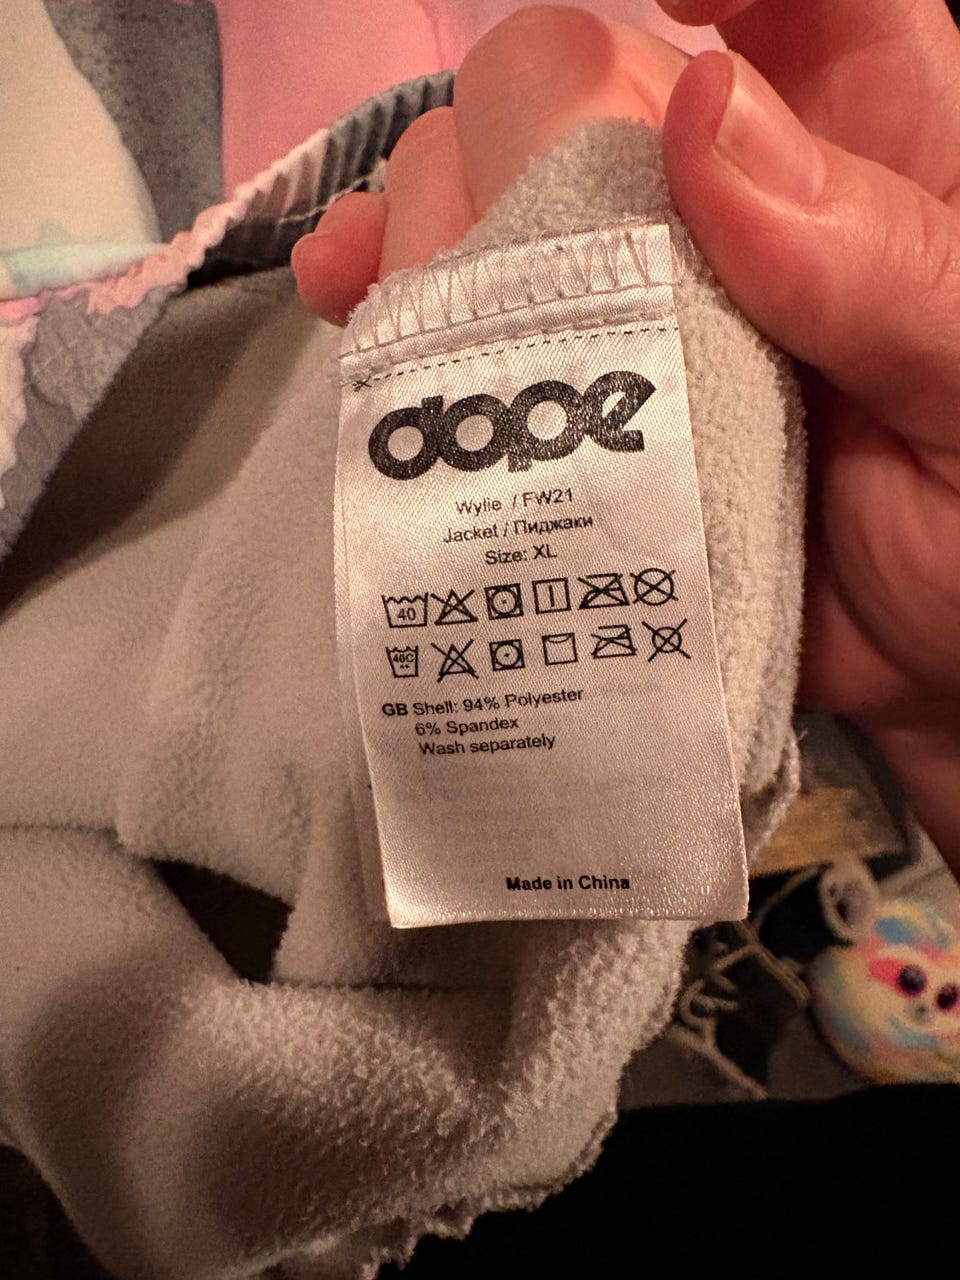 dope
Wylie / FW21
Jacket / Пиджаки
Size: XL
40
40C
GB Shell: 94% Polyester
6% Spandex
Wash separately
Made in China